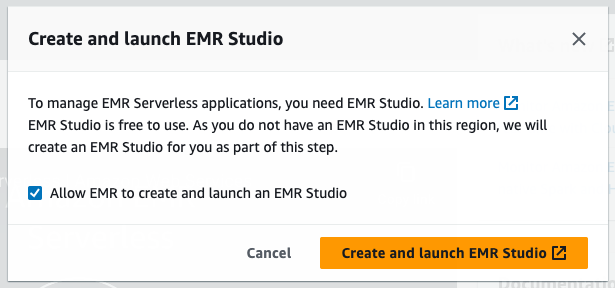 Create and launch EMR Studio
To manage EMR Serverless applications, you need EMR Studio. Learn more
EMR Studio is free to use. As you do not have an EMR Studio in this region, we will
create an EMR Studio for you as part of this step.
Allow EMR to create and launch an EMR Studio
Cancel
Create and launch EMR Studio